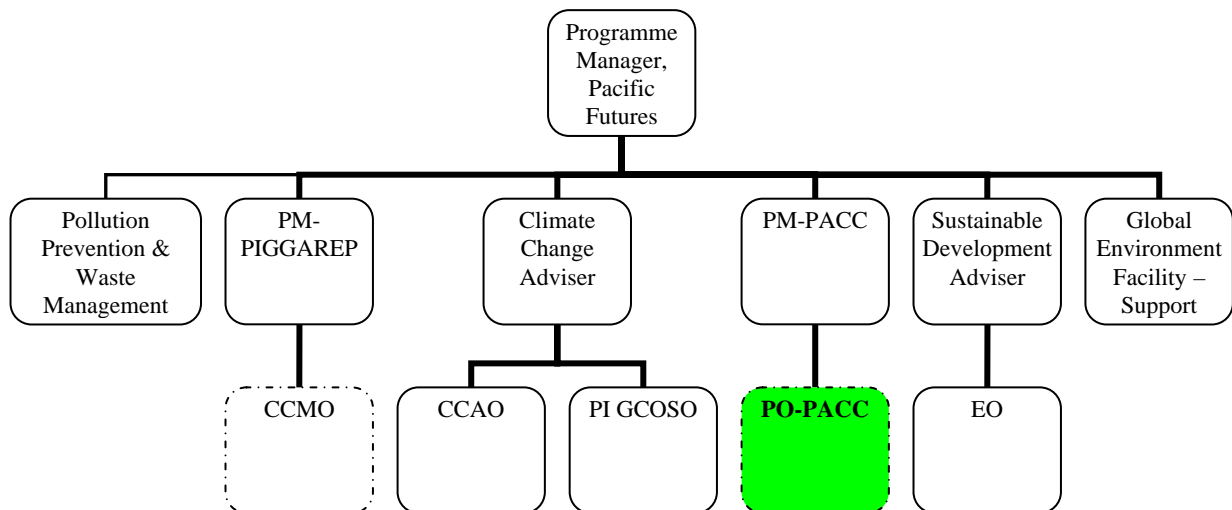 Programme
Manager,
Pacific
Futures
Pollution
Prevention &
Waste
Management
PM-
PIGGAREP
Climate
Change
Adviser
PM-PACC
Sustainable
Development
Adviser
Global
Environment
Facility –
Support
CCMO
CCAO
PI GCOSO
PO-PACC
EO